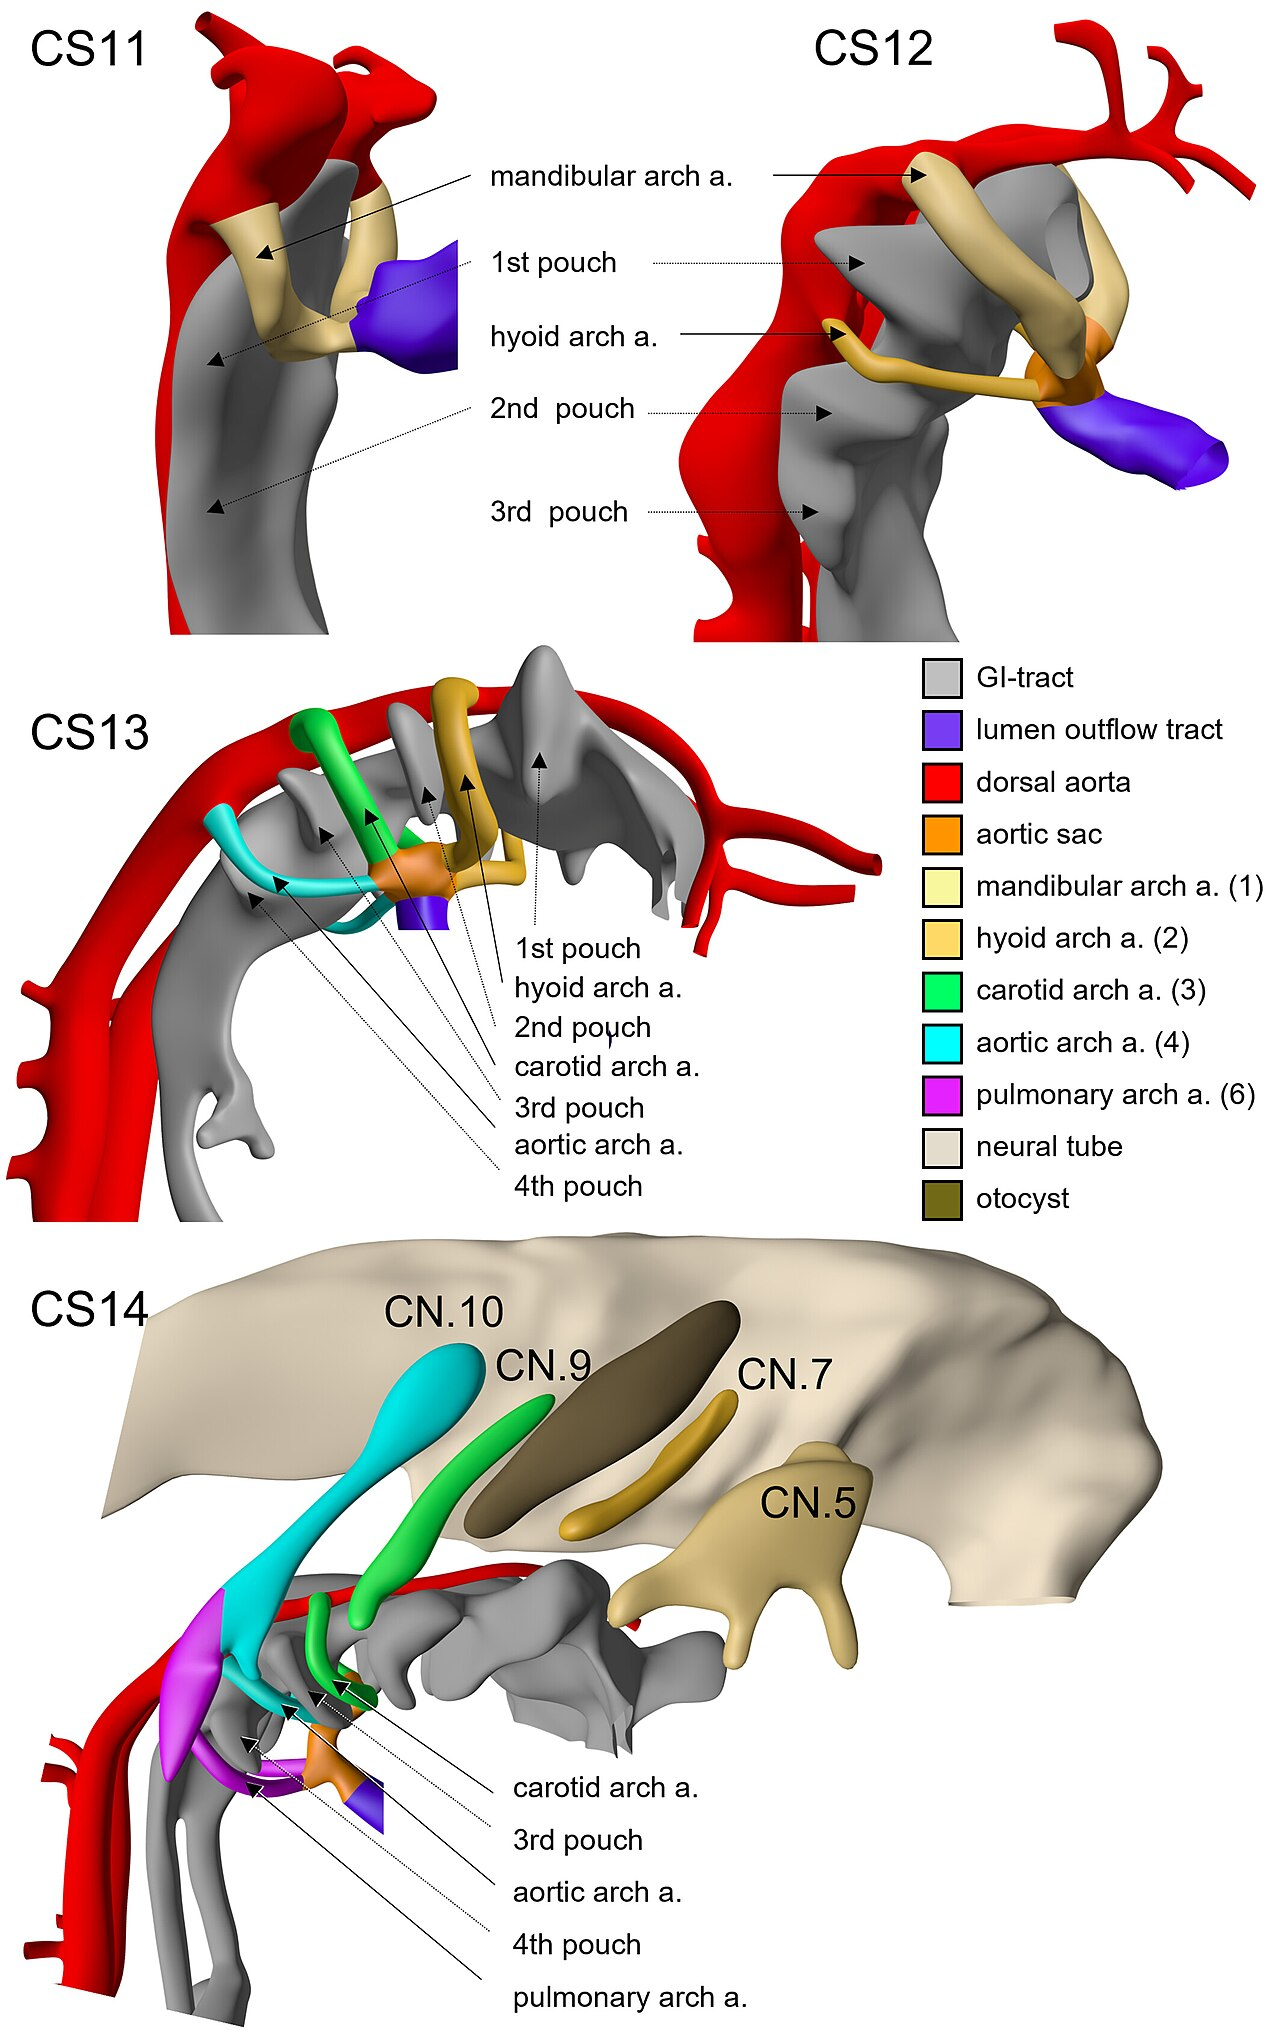 CS11
CS12
mandibular arch a.
1st pouch
hyoid arch a.
2nd pouch
3rd pouch
CS13
1st pouch
hyoid arch a.
2nd pouch
carotid arch a.
3rd pouch
aortic arch a.
4th pouch
GI-tract
lumen outflow tract
dorsal aorta
aortic sac
mandibular arch a. (1)
hyoid arch a. (2)
carotid arch a. (3)
aortic arch a. (4)
pulmonary arch a. (6)
neural tube
otocyst
CS14
CN.10
CN.9
CN.7
CN.5
carotid arch a.
3rd pouch
aortic arch a.
4th pouch
pulmonary arch a.